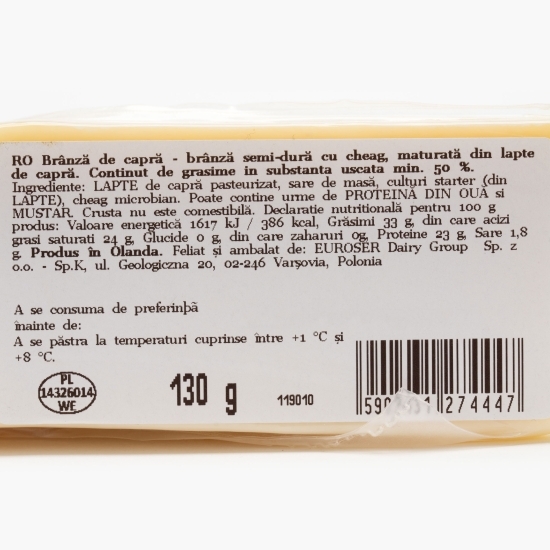 RO Brânză de capră - brânză semi-dură cu cheag, maturată din lapte
de capră. Continut de grasime in substanta uscata min. 50 %.
Ingrediente: LAPTE de capră pasteurizat, sare de masă, culturi starter (din
LAPTE), cheag microbian. Poate contine urme de PROTEINĂ DIN OUĂ si
MUSTAR. Crusta nu este comestibilă. Declaratie nutritională pentru 100 g
produs: Valoare energetică 1617 kJ / 386 kcal, Grăsimi 33 g, din care acizi
grasi saturati 24 g, Glucide 0 g, din care zaharuri 0g, Proteine 23 g, Sare 1,8
g. Produs în Olanda. Feliat și ambalat de: EUROSER Dairy Group Sp. z
o.o. - Sp.K, ul. Geologiczna 20, 02-246 Varșovia, Polonia
A se consuma de preferinþã
înainte de:
A se păstra la temperaturi cuprinse între +1 °C și
+8 °C.
PL
14326014
WE
130 g
119010
274447